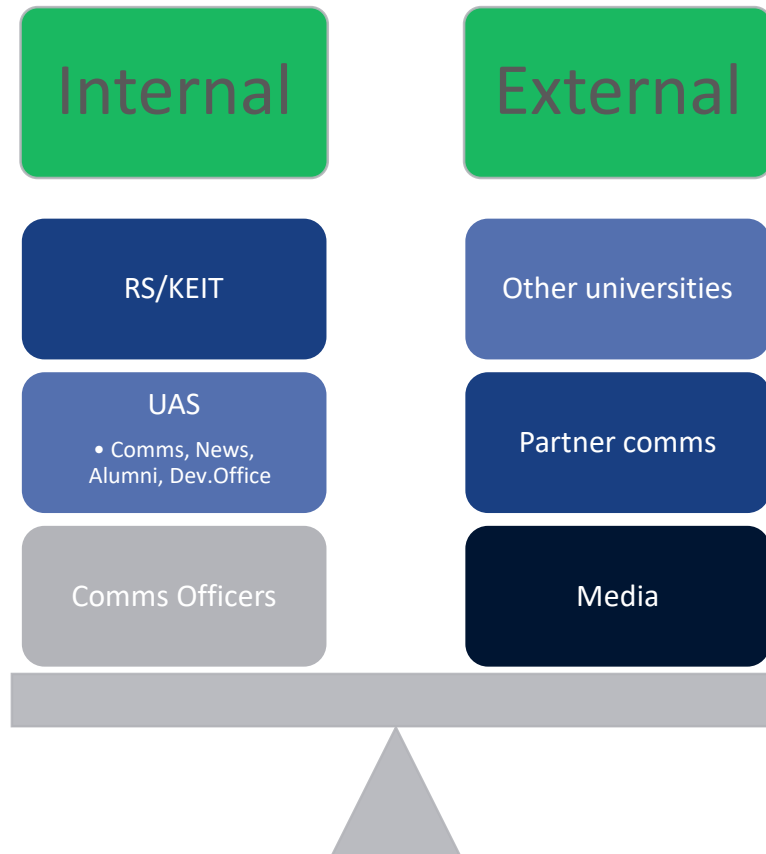 Internal
External
RS/KEIT
UAS
• Comms, News,
Alumni, Dev.Office
Comms Officers
Other universities
Partner comms
Media